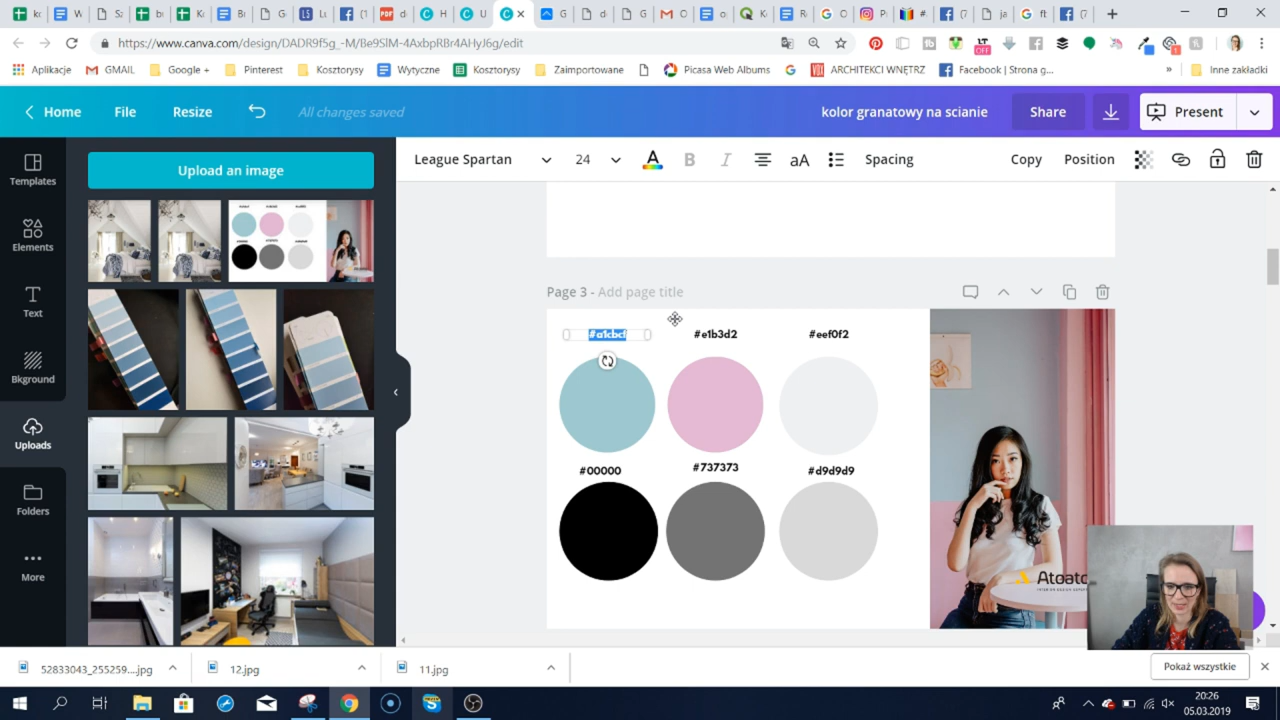 https://www.canva.com/design/DADR9f5g_-M/Be9SlM-4AxbpRBr4AHyJ6g/edit
LT
OFF
Aplikacje
GMAIL
Google +
Pinterest
Kosztorysy
Wytyczne
Kosztorysy
Zaimportowane
Picasa Web Albums
ARCHITEKCI WNĘTRZ
Facebook | Strona g...
»
Inne zakładki
Home
File
Resize
All changes saved
kolor granatowy na scianie
Share
Present
Templates
Elements
Text
Bkground
Uploads
Folders
More
Upload an image
League Spartan
24
A
B
I
aA
Spacing
Copy
Position
Page 3 - Add page title
#a1cbcf
#e1b3d2
#eef0f2
#00000
#737373
#d9d9d9
52833043_255259....jpg
12.jpg
11.jpg
Pokaż wszystkie
20:26
05.03.2019